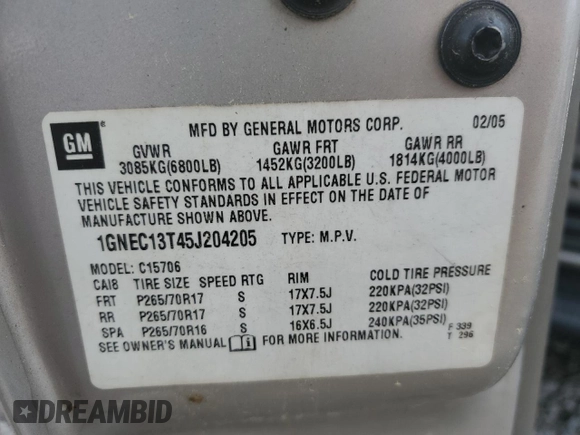 GM
®
MFD BY GENERAL MOTORS CORP. 02/05
GVWR GAWR FRT GAWR RR
3085KG(6800LB) 1452KG(3200LB) 1814KG(4000LB)
THIS VEHICLE CONFORMS TO ALL APPLICABLE U.S. FEDERAL MOTOR
VEHICLE SAFETY STANDARDS IN EFFECT ON THE DATE OF
MANUFACTURE SHOWN ABOVE.
1GNEC13T45J204205 TYPE: M.P.V.
MODEL: C15706
CAI8 TIRE SIZE SPEED RTG RIM COLD TIRE PRESSURE
FRT P265/70R17 S 17X7.5J 220KPA(32PSI)
RR P265/70R17 S 17X7.5J 220KPA(32PSI)
SPA P265/70R16 S 16X6.5J 240KPA(35PSI)
SEE OWNER'S MANUAL i FOR MORE INFORMATION.
F 339
T 296
DREAMBID